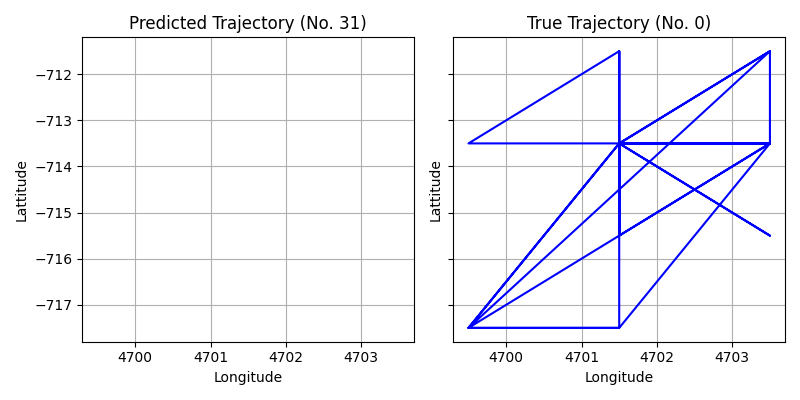 Predicted Trajectory (No. 31)
True Trajectory (No. 0)
−712
−713
−714
−715
−716
−717
Lattitude
Lattitude
4700
4701
4702
4703
4700
4701
4702
4703
Longitude
Longitude